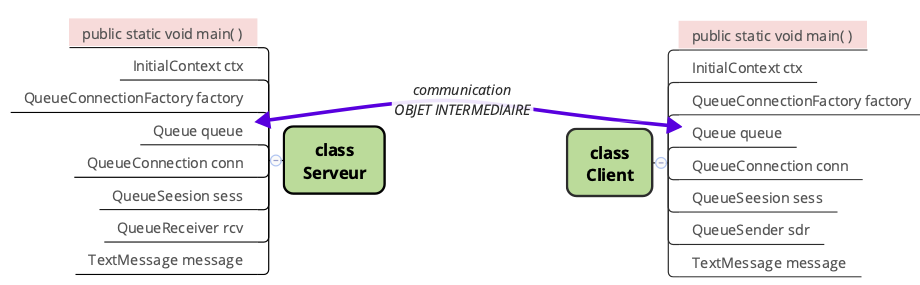 public static void main( )
InitialContext ctx
QueueConnectionFactory factory
Queue queue
QueueConnection conn
QueueSeesion sess
QueueReceiver rcv
TextMessage message
class
Serveur
communication
OBJET INTERMEDIAIRE
class
Client
public static void main( )
InitialContext ctx
QueueConnectionFactory factory
Queue queue
QueueConnection conn
QueueSeesion sess
QueueSender sdr
TextMessage message